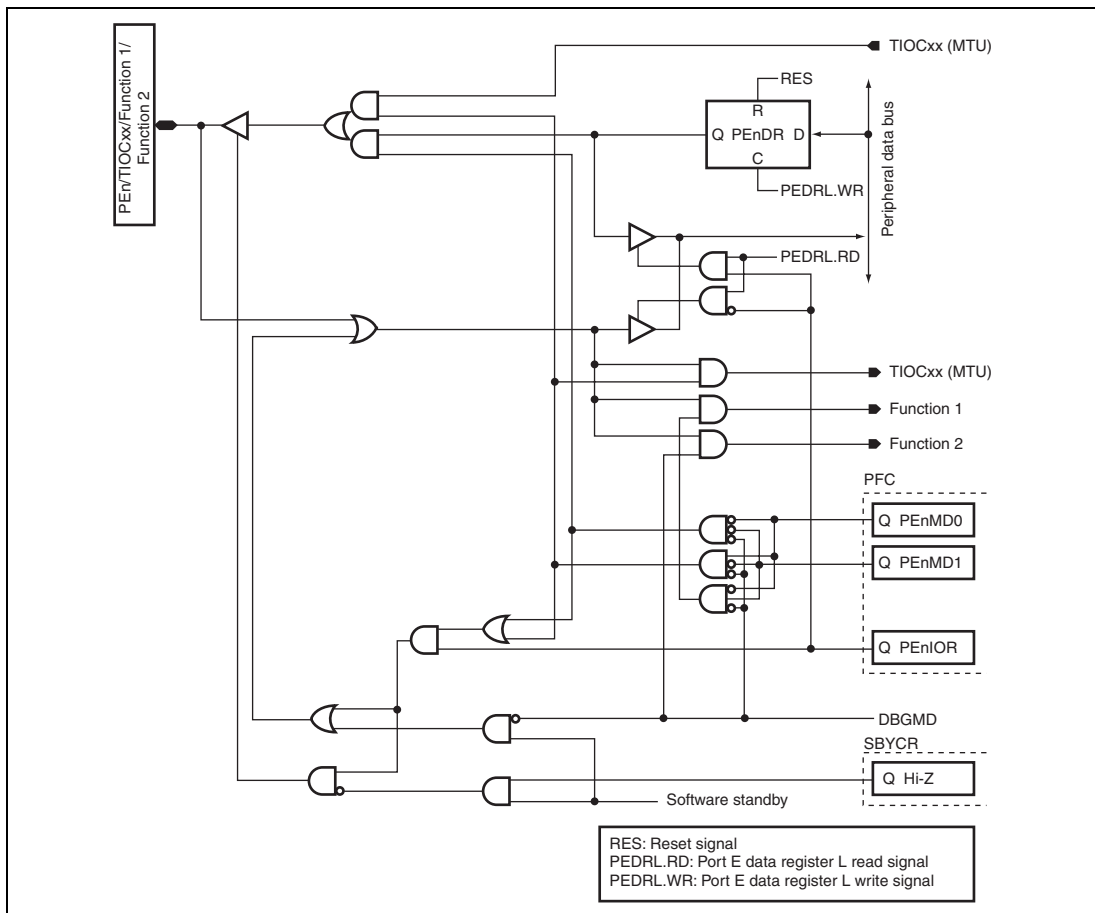 PEn/TIOCxx/Function 1/
Function 2
TIOCxx (MTU)
RES
R
Q PEnDR D
C
PEDRL.WR
Peripheral data bus
PEDRL.RD
TIOCxx (MTU)
Function 1
Function 2
PFC
Q PEnMD0
Q PEnMD1
Q PEnIOR
DBGMD
SBYCR
Q Hi-Z
Software standby
RES: Reset signal
PEDRL.RD: Port E data register L read signal
PEDRL.WR: Port E data register L write signal